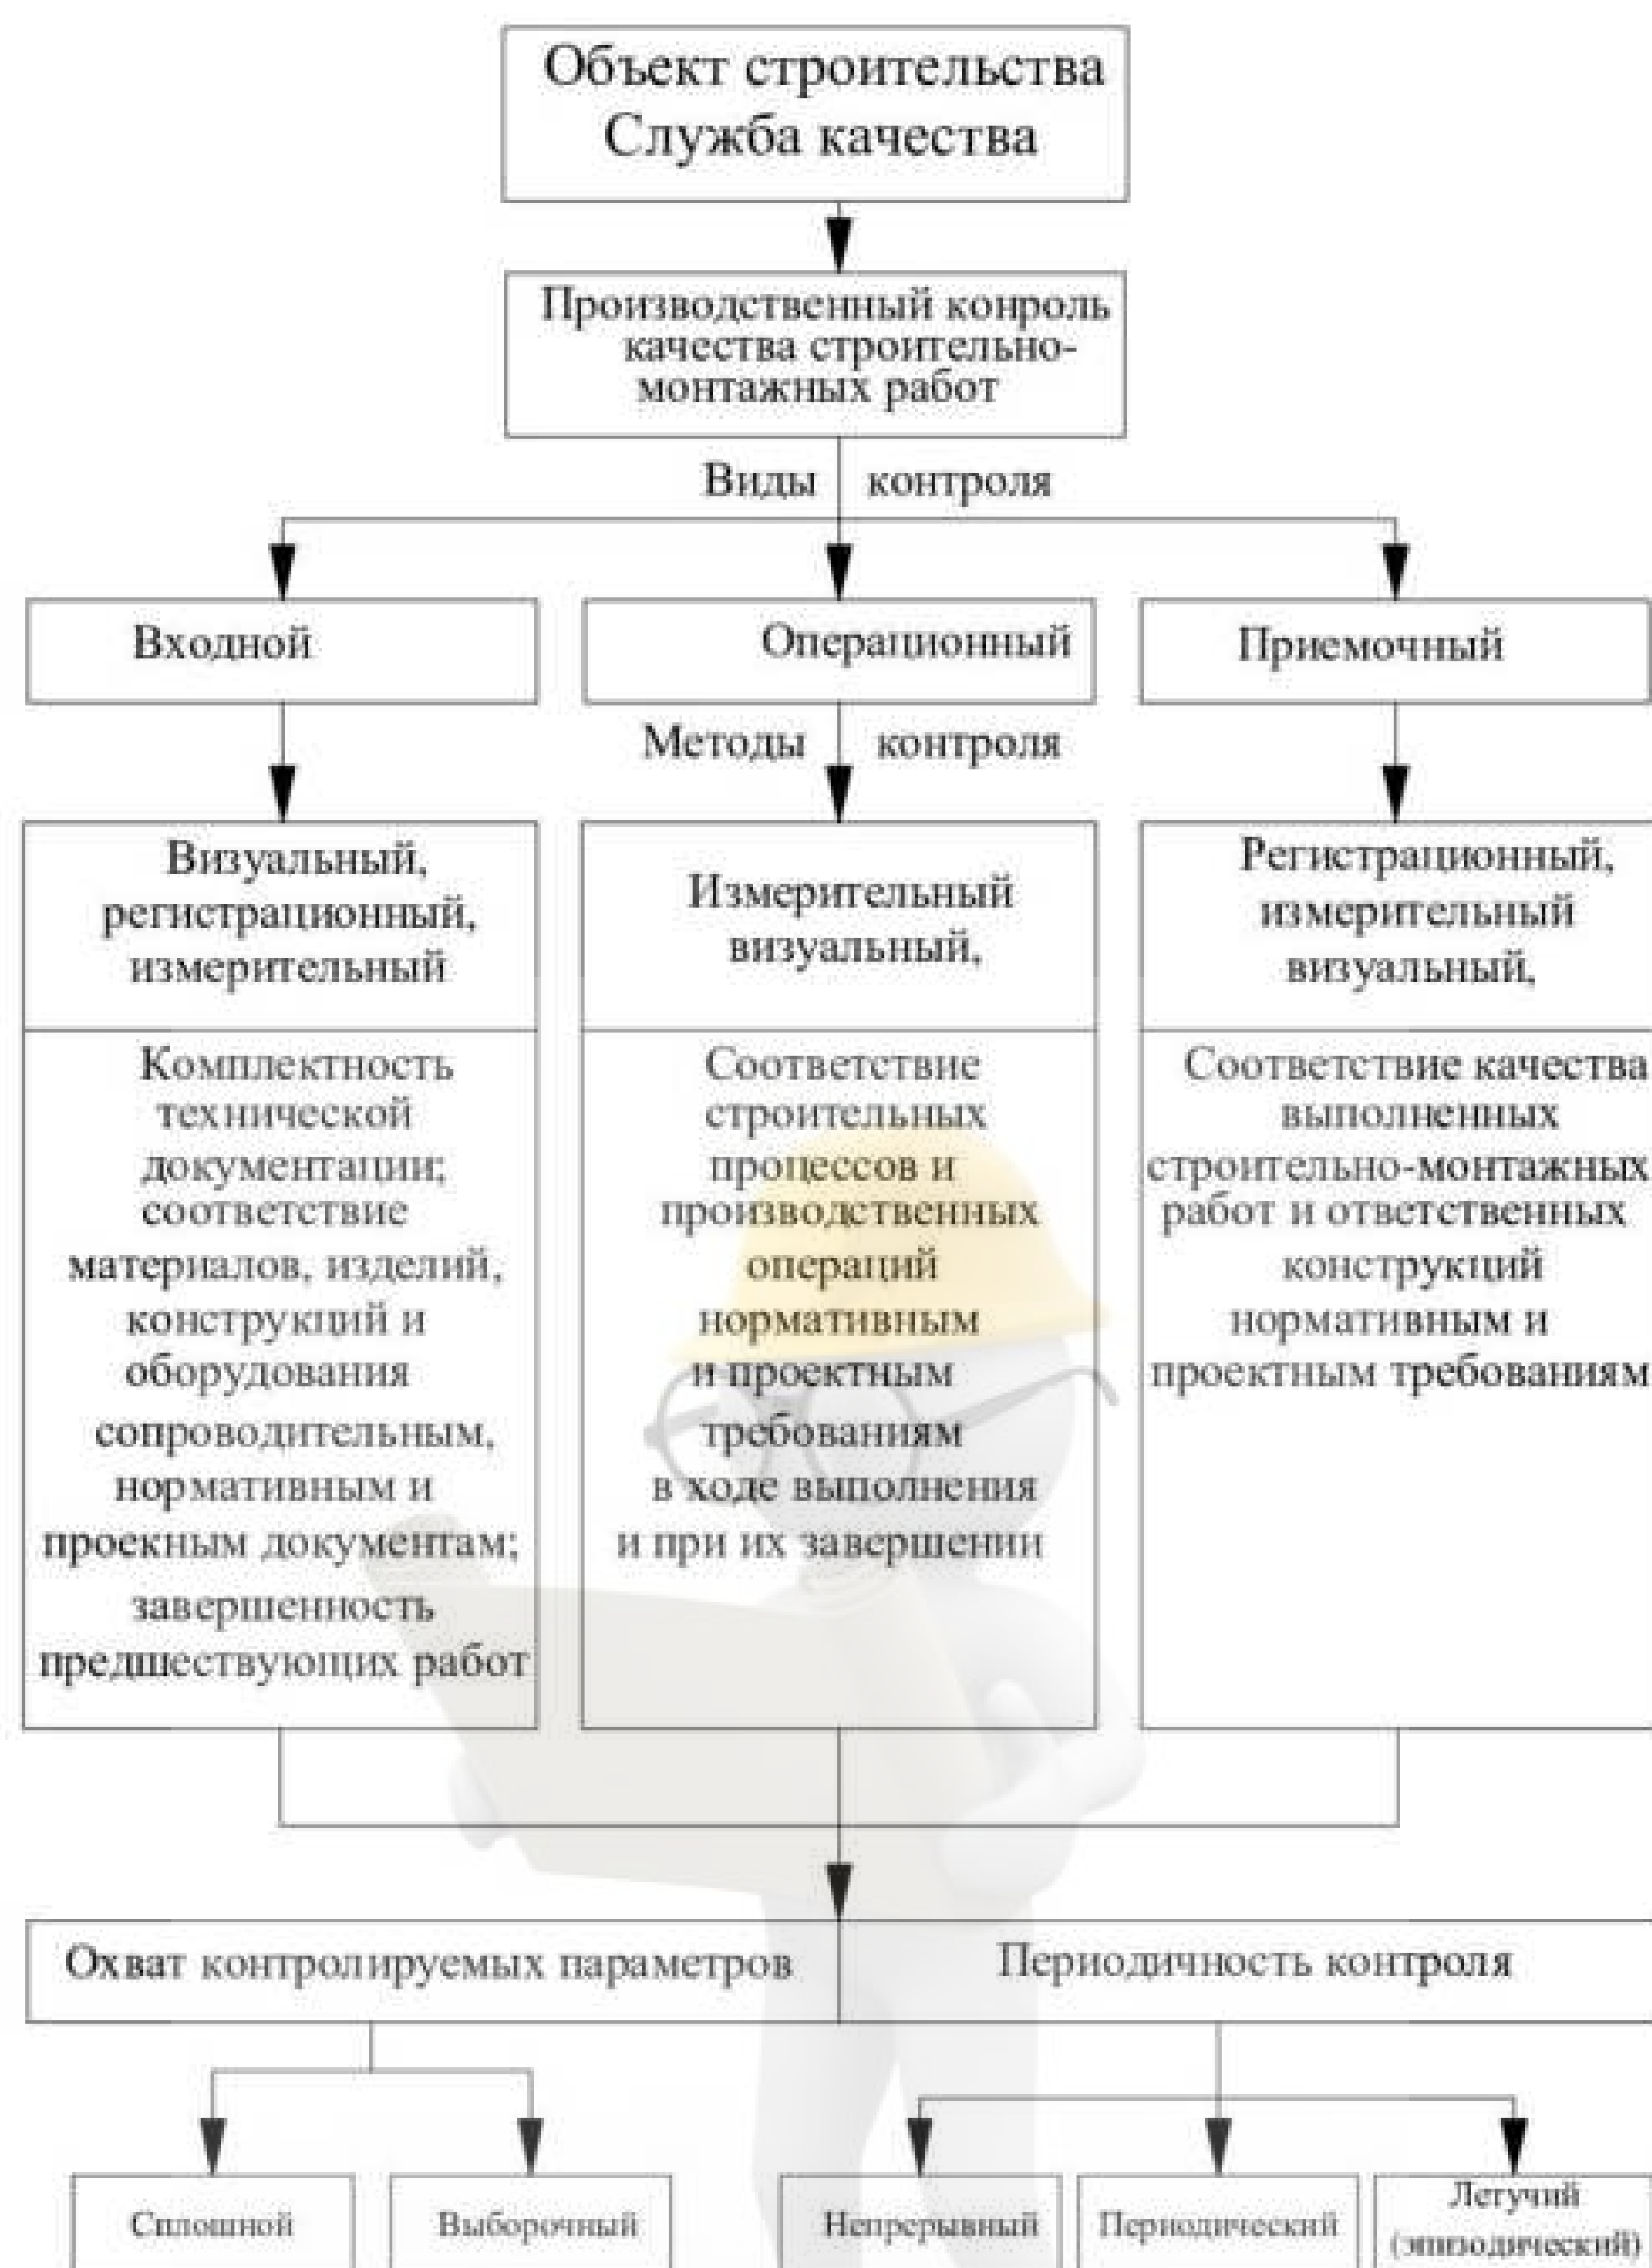 Объект строительства
Служба качества
Производственный конроль
качества строительно-
монтажных работ
Виды контроля
Входной
Операционный
Приемочный
Методы контроля
Визуальный,
регистрационный,
измерительный
Измерительный
визуальный,
Регистрационный,
измерительный
визуальный,
Комплектность
технической
документации;
соответствие
материалов, изделий,
конструкций и
оборудования
сопроводительным,
нормативным и
проекным документам;
завершенность
предшествующих работ
Соответствие
строительных
процессов и
производственных
операций
нормативным
и проектным
требованиям
в ходе выполнения
и при их завершении
Соответствие качества
выполненных
строительно-монтажных
работ и ответственных
конструкций
нормативным и
проектным требованиям
Охват контролируемых параметров
Периодичность контроля
Сплошной
Выборочный
Непрерывный
Периодический
Летучий
(эпизодический)